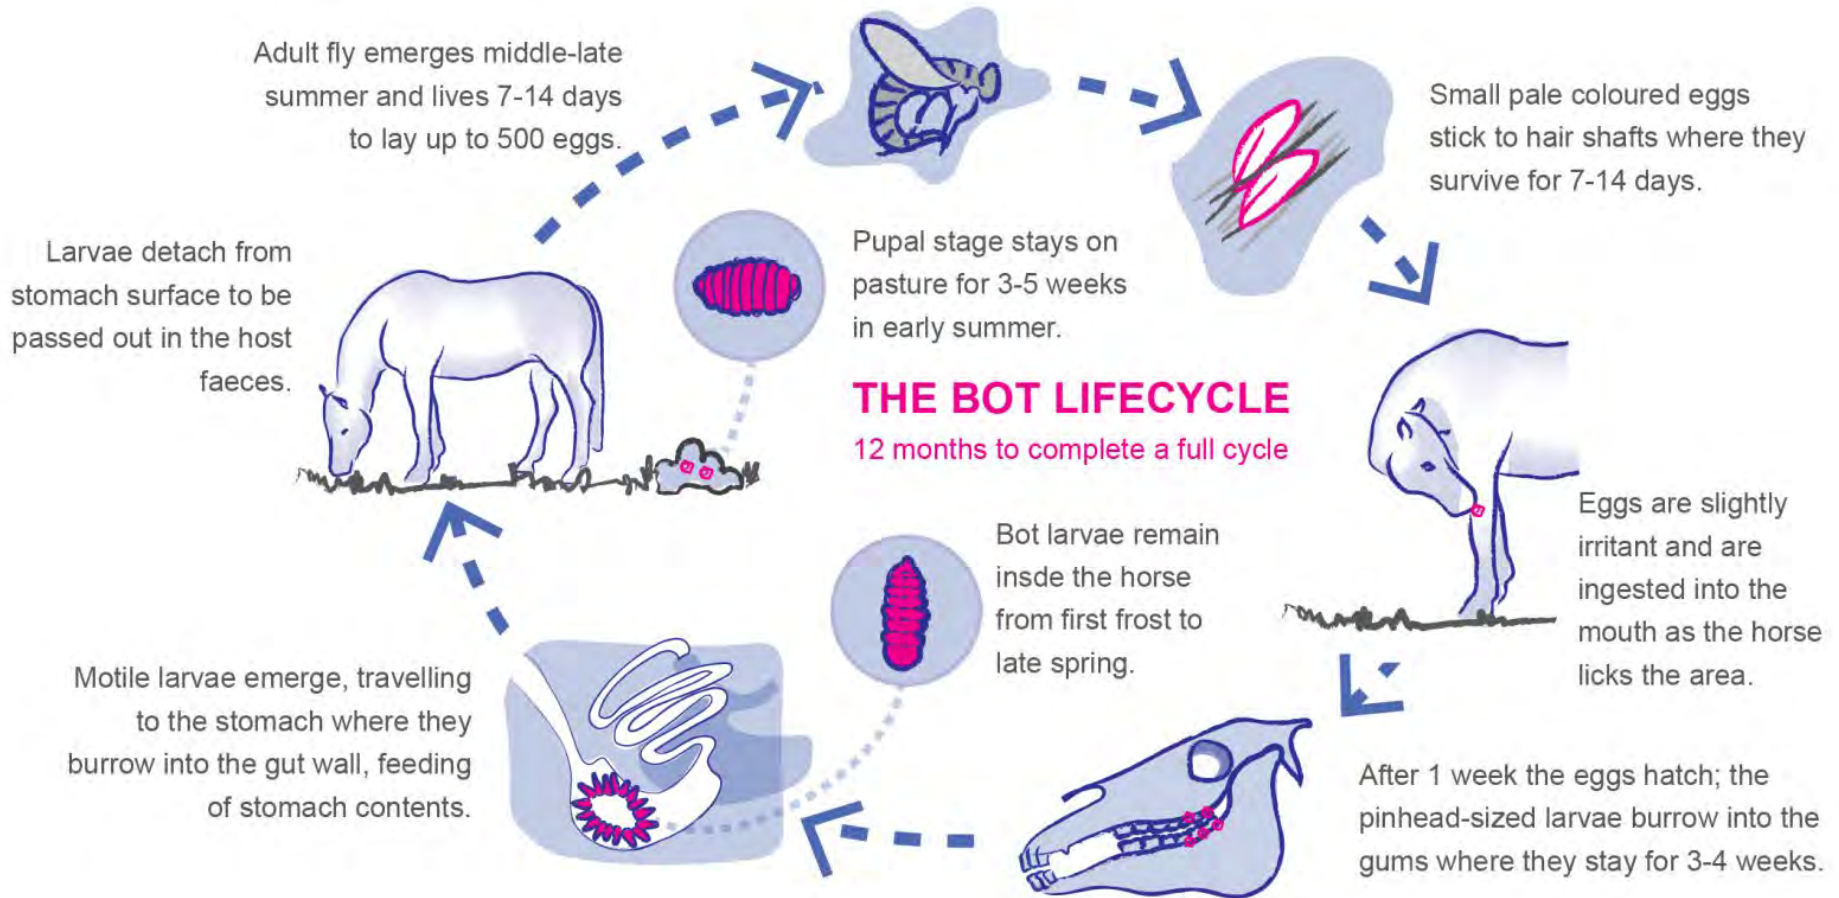 Adult fly emerges middle-late
summer and lives 7-14 days
to lay up to 500 eggs.
Small pale coloured eggs
stick to hair shafts where they
survive for 7-14 days.
Larvae detach from
stomach surface to be
passed out in the host
faeces.
Pupal stage stays on
pasture for 3-5 weeks
in early summer.
THE BOT LIFECYCLE
12 months to complete a full cycle
Eggs are slightly
irritant and are
ingested into the
mouth as the horse
licks the area.
Bot larvae remain
insde the horse
from first frost to
late spring.
Motile larvae emerge, travelling
to the stomach where they
burrow into the gut wall, feeding
of stomach contents.
After 1 week the eggs hatch; the
pinhead-sized larvae burrow into the
gums where they stay for 3-4 weeks.